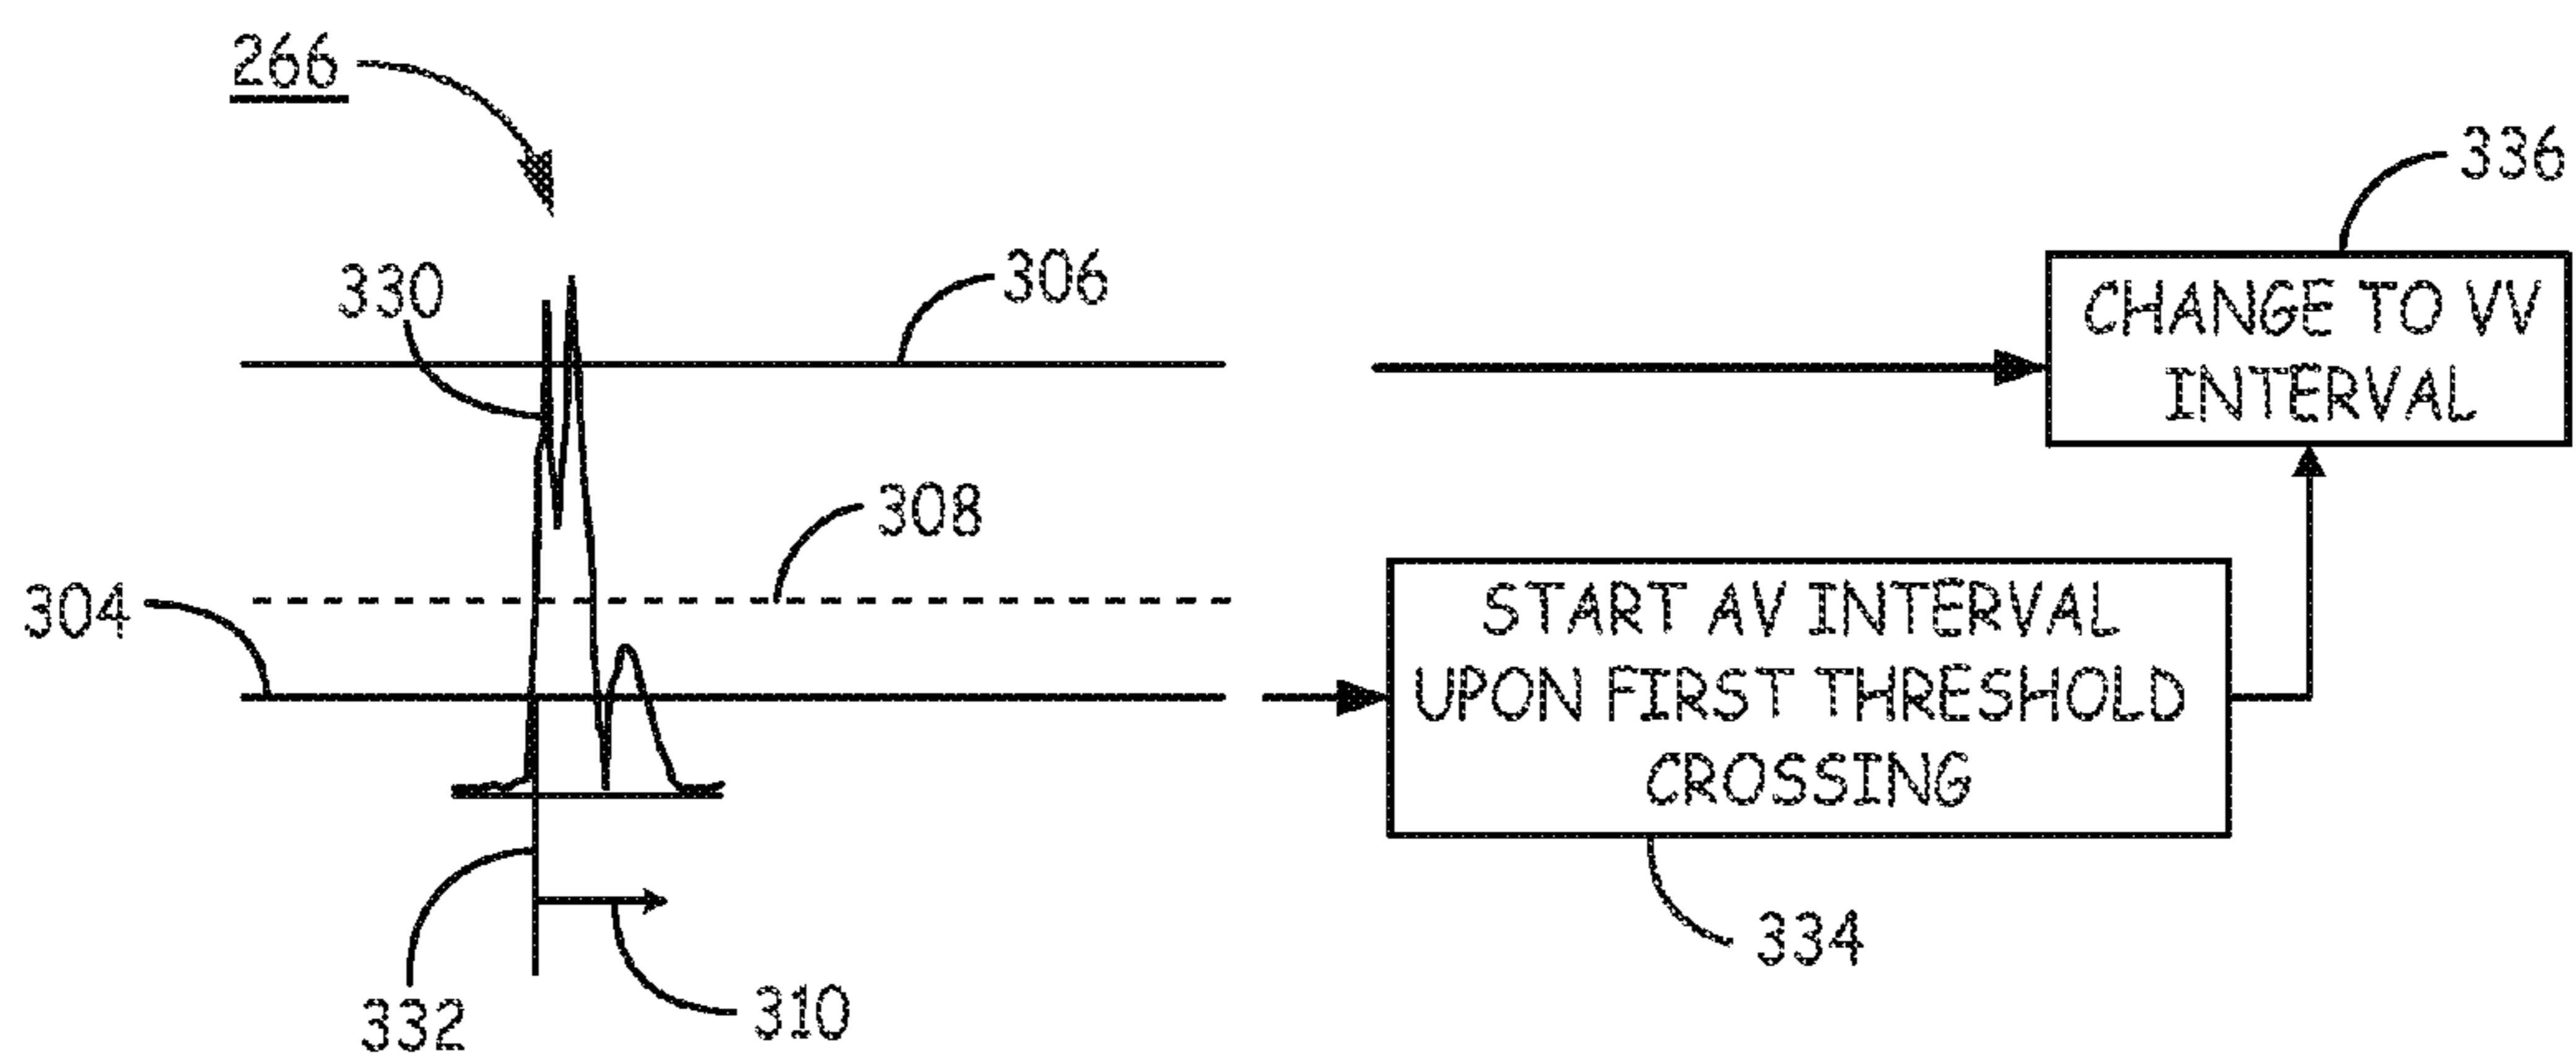 266
336
330
306
CHANGE TO VV
INTERVAL
308
304
START AV INTERVAL
UPON FIRST THRESHOLD
CROSSING
334
332
310